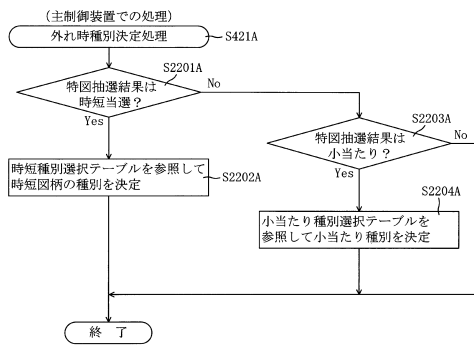 (主制御装置での処理)
外れ時種別決定処理
S421A
S2201A
特図抽選結果は
時短当選?
No
Yes
S2203A
特図抽選結果は
小当たり?
No
Yes
時短種別選択テーブルを参照して
時短図柄の種別を決定
S2202A
S2204A
小当たり種別選択テーブルを
参照して小当たり種別を決定
終 了